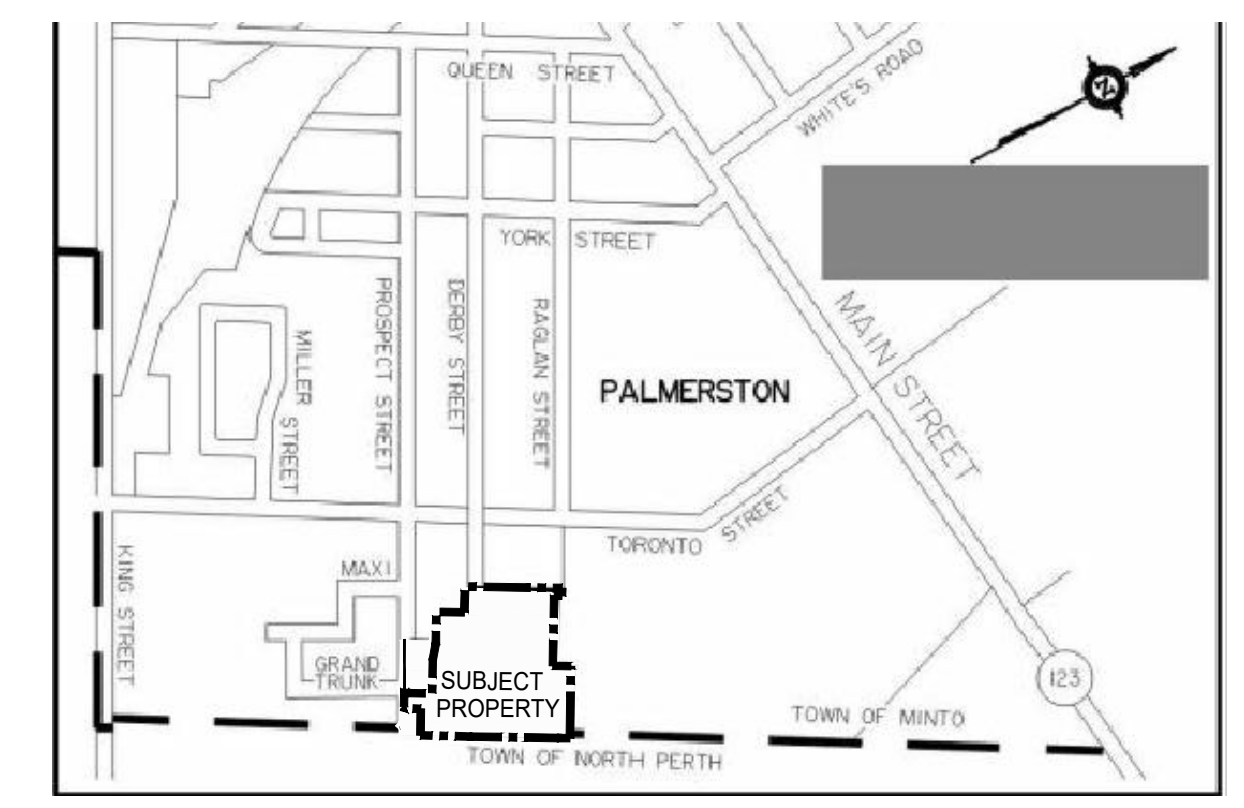 QUEEN STREET
WHITE'S ROAD
N
YORK STREET
PROSPECT STREET
DERBY STREET
RAGLAN STREET
MAIN STREET
MILLER STREET
PALMERSTON
TORONTO STREET
KING STREET
MAXI
GRAND
TRUNK
SUBJECT
PROPERTY
123
TOWN OF MINTO
TOWN OF NORTH PERTH